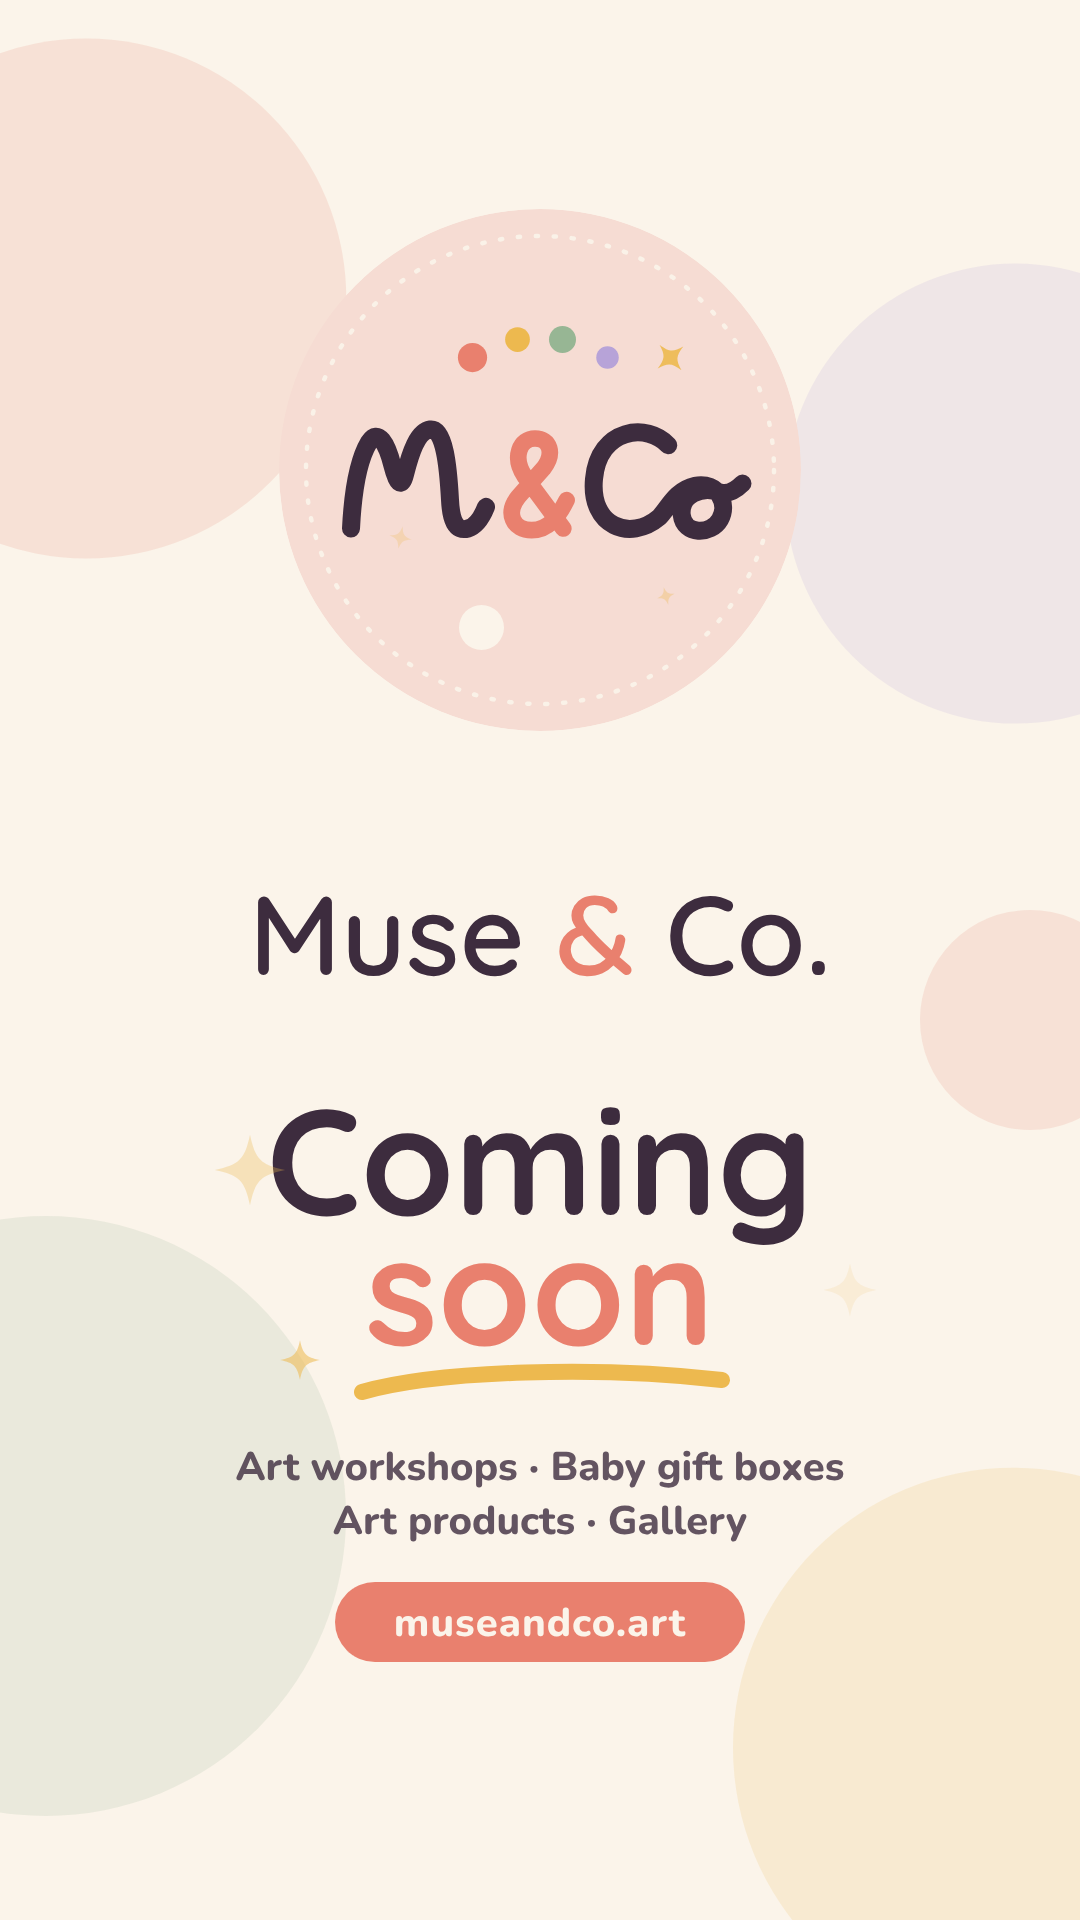 M&Co
Muse & Co.
Coming
soon
Art workshops · Baby gift boxes
Art products · Gallery
museandco.art